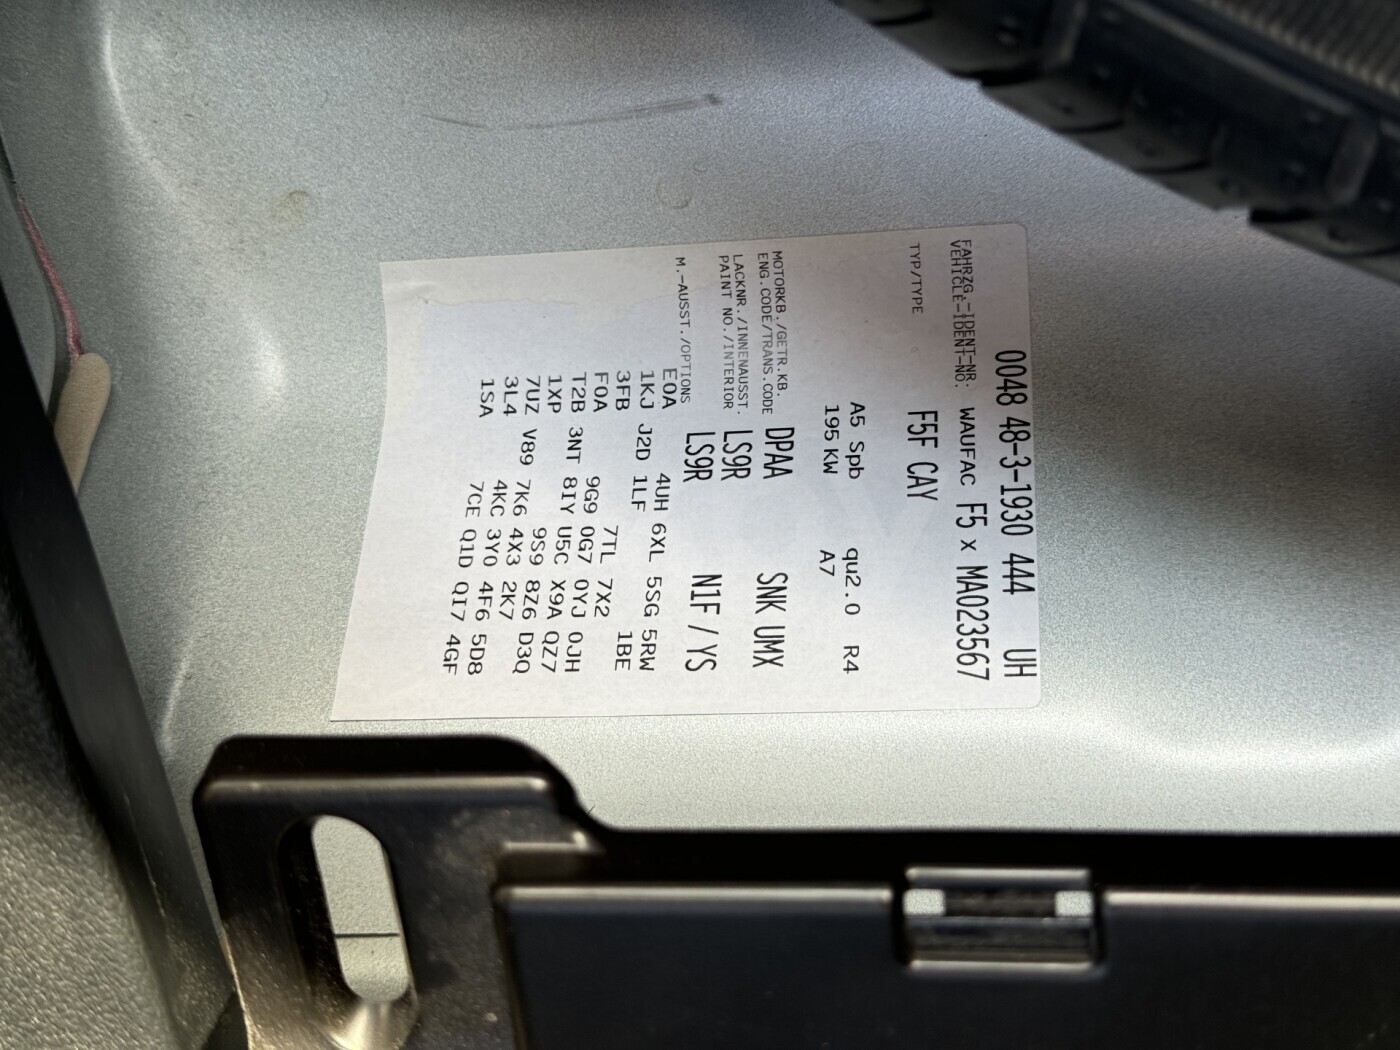 0048 48-3-1930 444 UH
FAHRZG.-IDENT-NR.
VEHICLE-IDENT-NO. WAUFAC F5 x MA023567
TYP/TYPE F5F CAY
A5 Spb qu2.0 R4
195 KW A7
MOTORKB./GETR.KB.
ENG.CODE/TRANS.CODE DPAA SNK UMX
LACKNR./INNENAUSST.
PAINT NO./INTERIOR LS9R
LS9R N1F / YS
M.-AUSST./OPTIONS
E0A 4UH 6XL 5SG 5RW
1KJ J2D 1LF 1BE
3FB 7TL 7X2
F0A 9G9 0G7 0YJ 0JH
T2B 3NT 8IY U5C X9A QZ7
1XP 9S9 8Z6 D3Q
7UZ V89 7K6 4X3 2K7
3L4 4KC 3Y0 4F6 5D8
1SA 7CE Q1D QI7 4GF